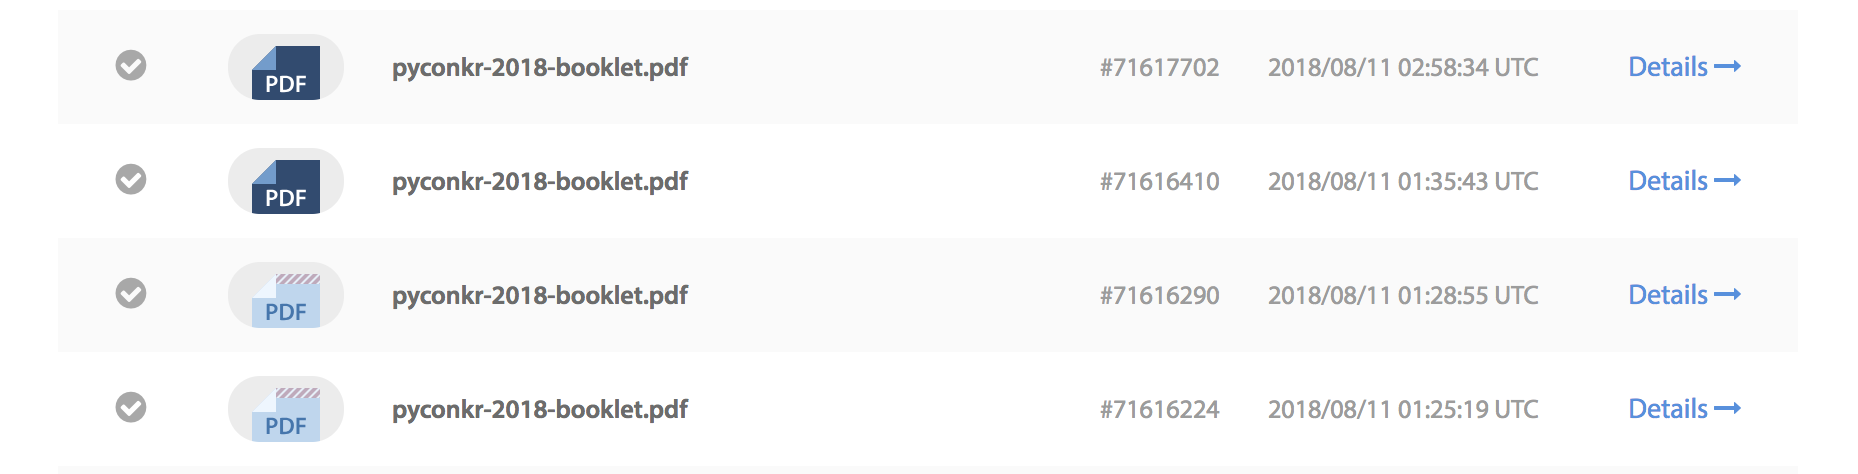 PDF pyconkr-2018-booklet.pdf #71617702 2018/08/11 02:58:34 UTC Details →
PDF pyconkr-2018-booklet.pdf #71616410 2018/08/11 01:35:43 UTC Details →
PDF pyconkr-2018-booklet.pdf #71616290 2018/08/11 01:28:55 UTC Details →
PDF pyconkr-2018-booklet.pdf #71616224 2018/08/11 01:25:19 UTC Details →